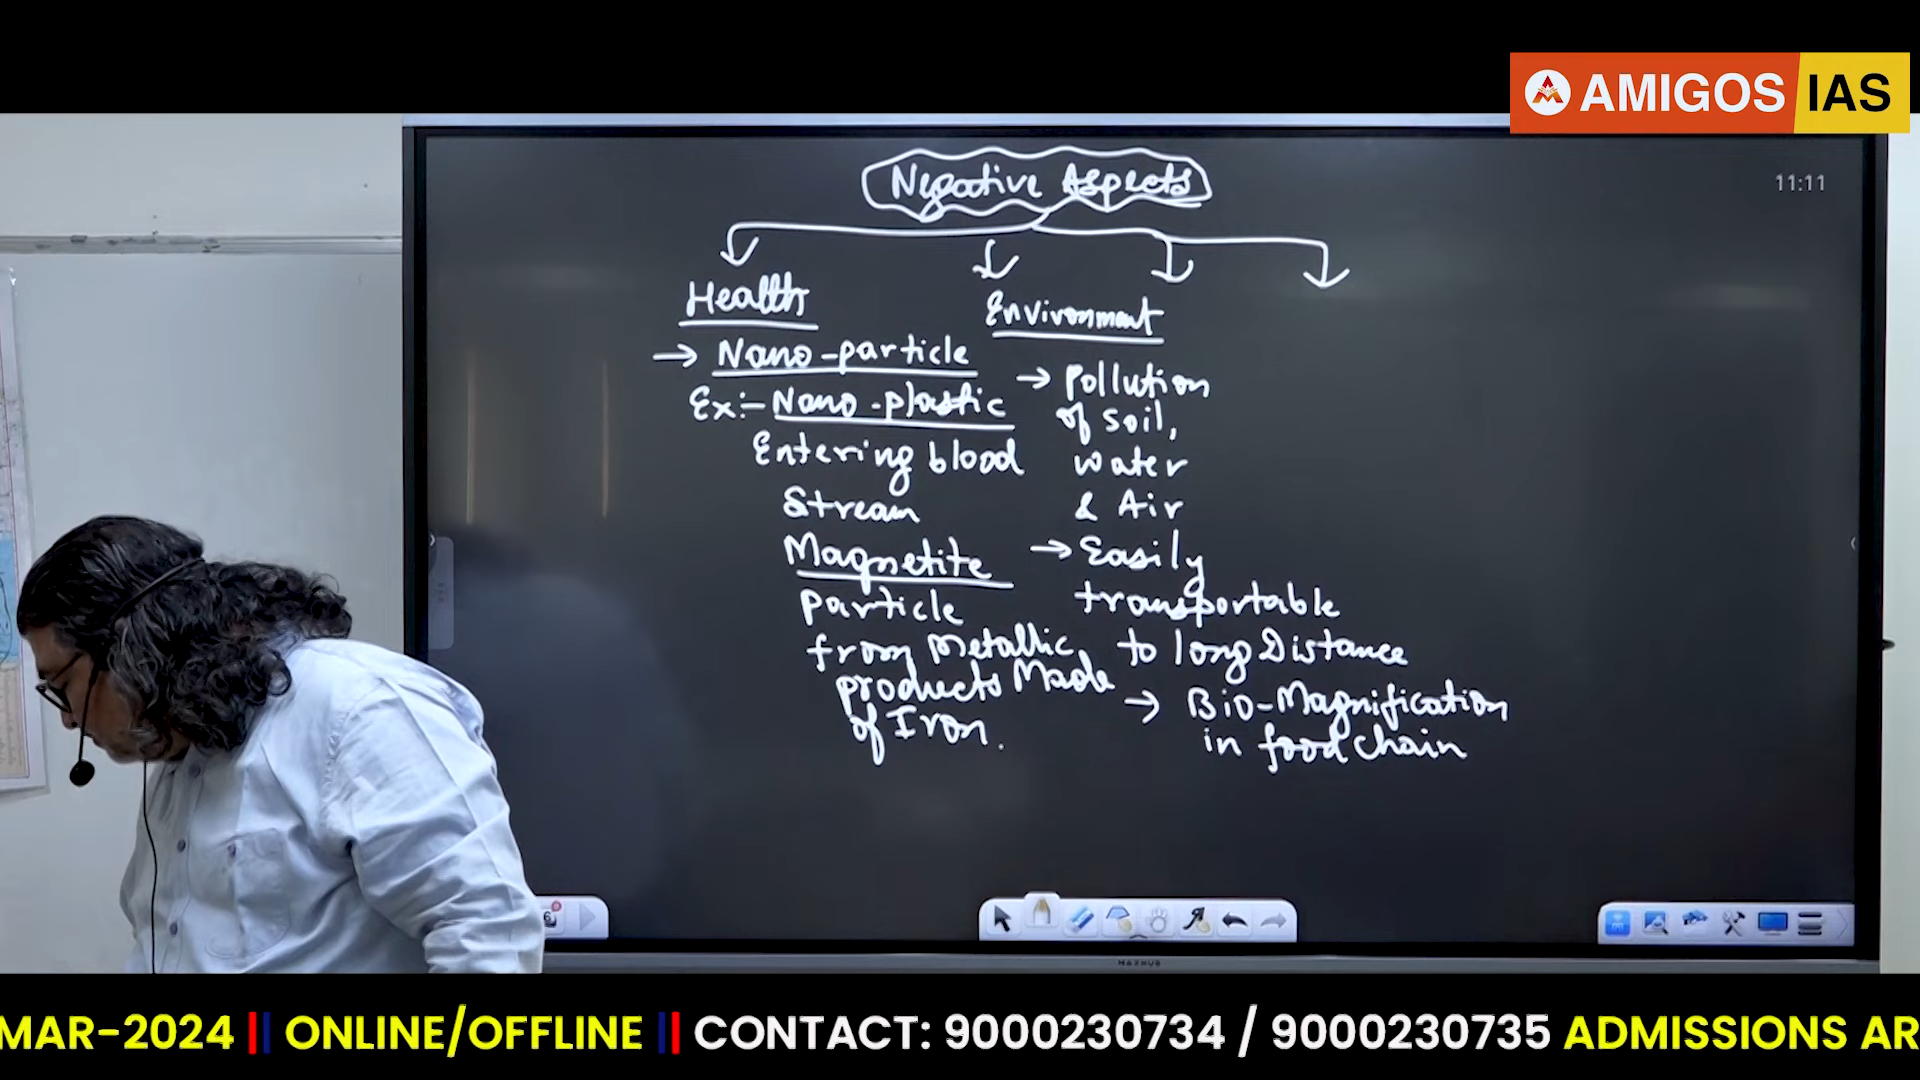 AMIGOS IAS
11:11
Negative Aspects
Health
→ Nano-particle
Ex:- Nano-plastic
Entering blood
Stream
Magnetite
particle
from Metallic
products Made
of Iron.
Environment
→ Pollution
of soil,
water
& Air
→ Easily
transportable
to long Distance
→ Bio-Magnification
in food chain
MAXHUB
MAR-2024 || ONLINE/OFFLINE || CONTACT: 9000230734 / 9000230735 ADMISSIONS AR